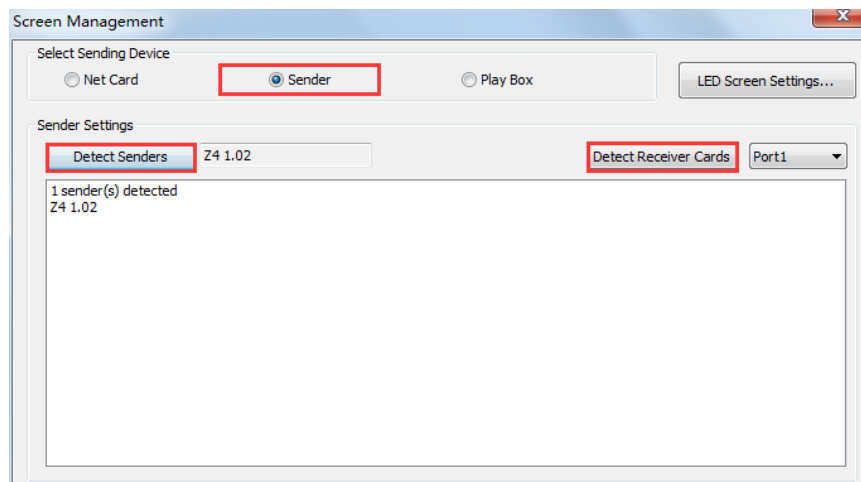 Screen Management
Select Sending Device
Net Card Sender Play Box
LED Screen Settings...
Sender Settings
Detect Senders Z4 1.02 Detect Receiver Cards Port1
1 sender(s) detected
Z4 1.02